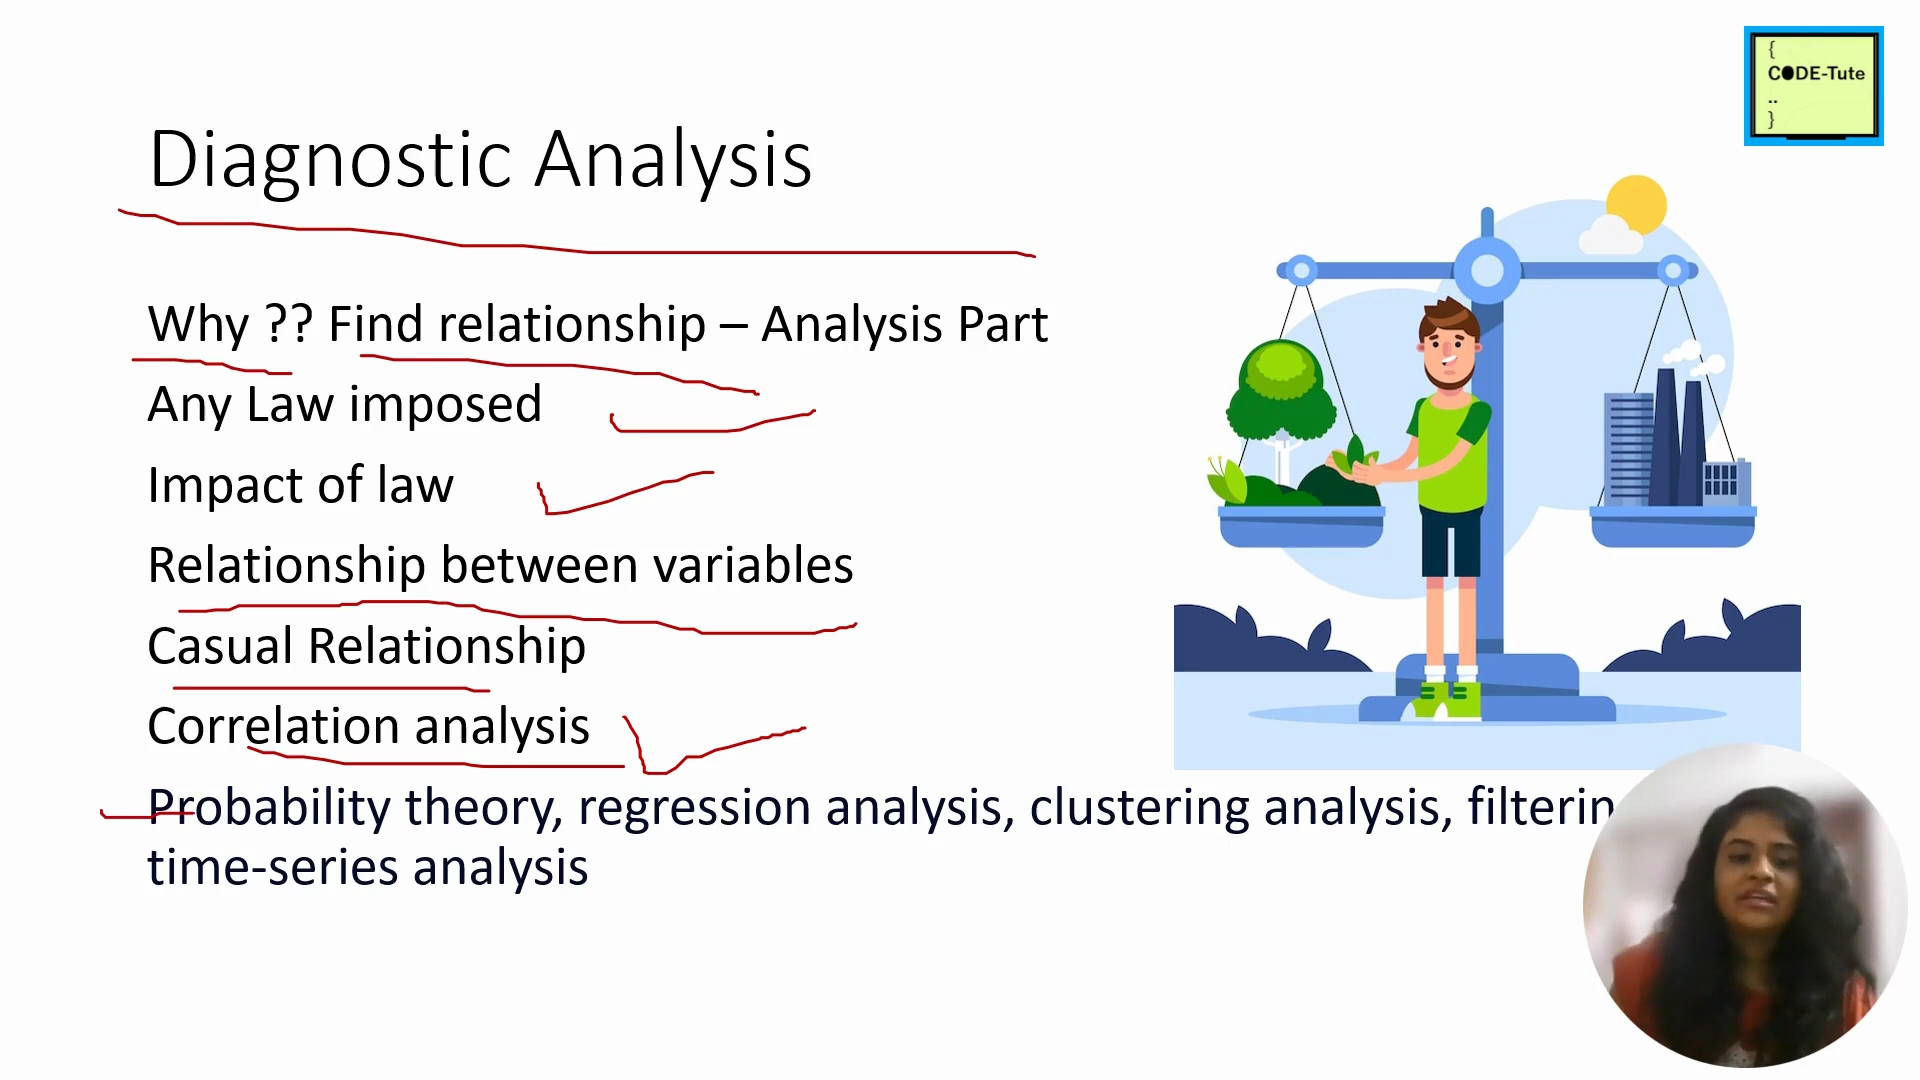 {
CODE-Tute
..
}
Diagnostic Analysis
Why ?? Find relationship – Analysis Part
Any Law imposed
Impact of law
Relationship between variables
Casual Relationship
Correlation analysis
Probability theory, regression analysis, clustering analysis,
time-series analysis